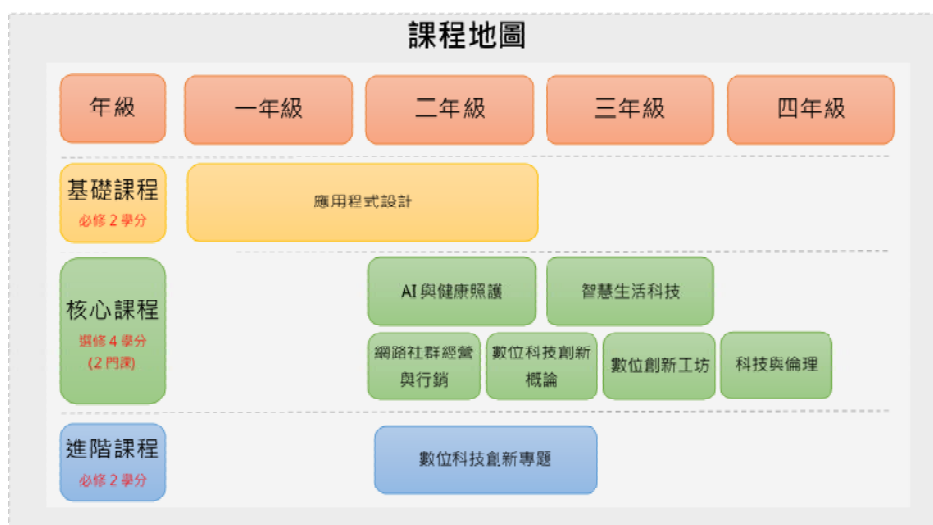 課程地圖
年級
一年級
二年級
三年級
四年級
基礎課程
必修2學分
應用程式設計
核心課程
選修4學分
(2門課)
AI與健康照護
智慧生活科技
網路社群經營
與行銷
數位科技創新
概論
數位創新工坊
科技與倫理
進階課程
必修2學分
數位科技創新專題